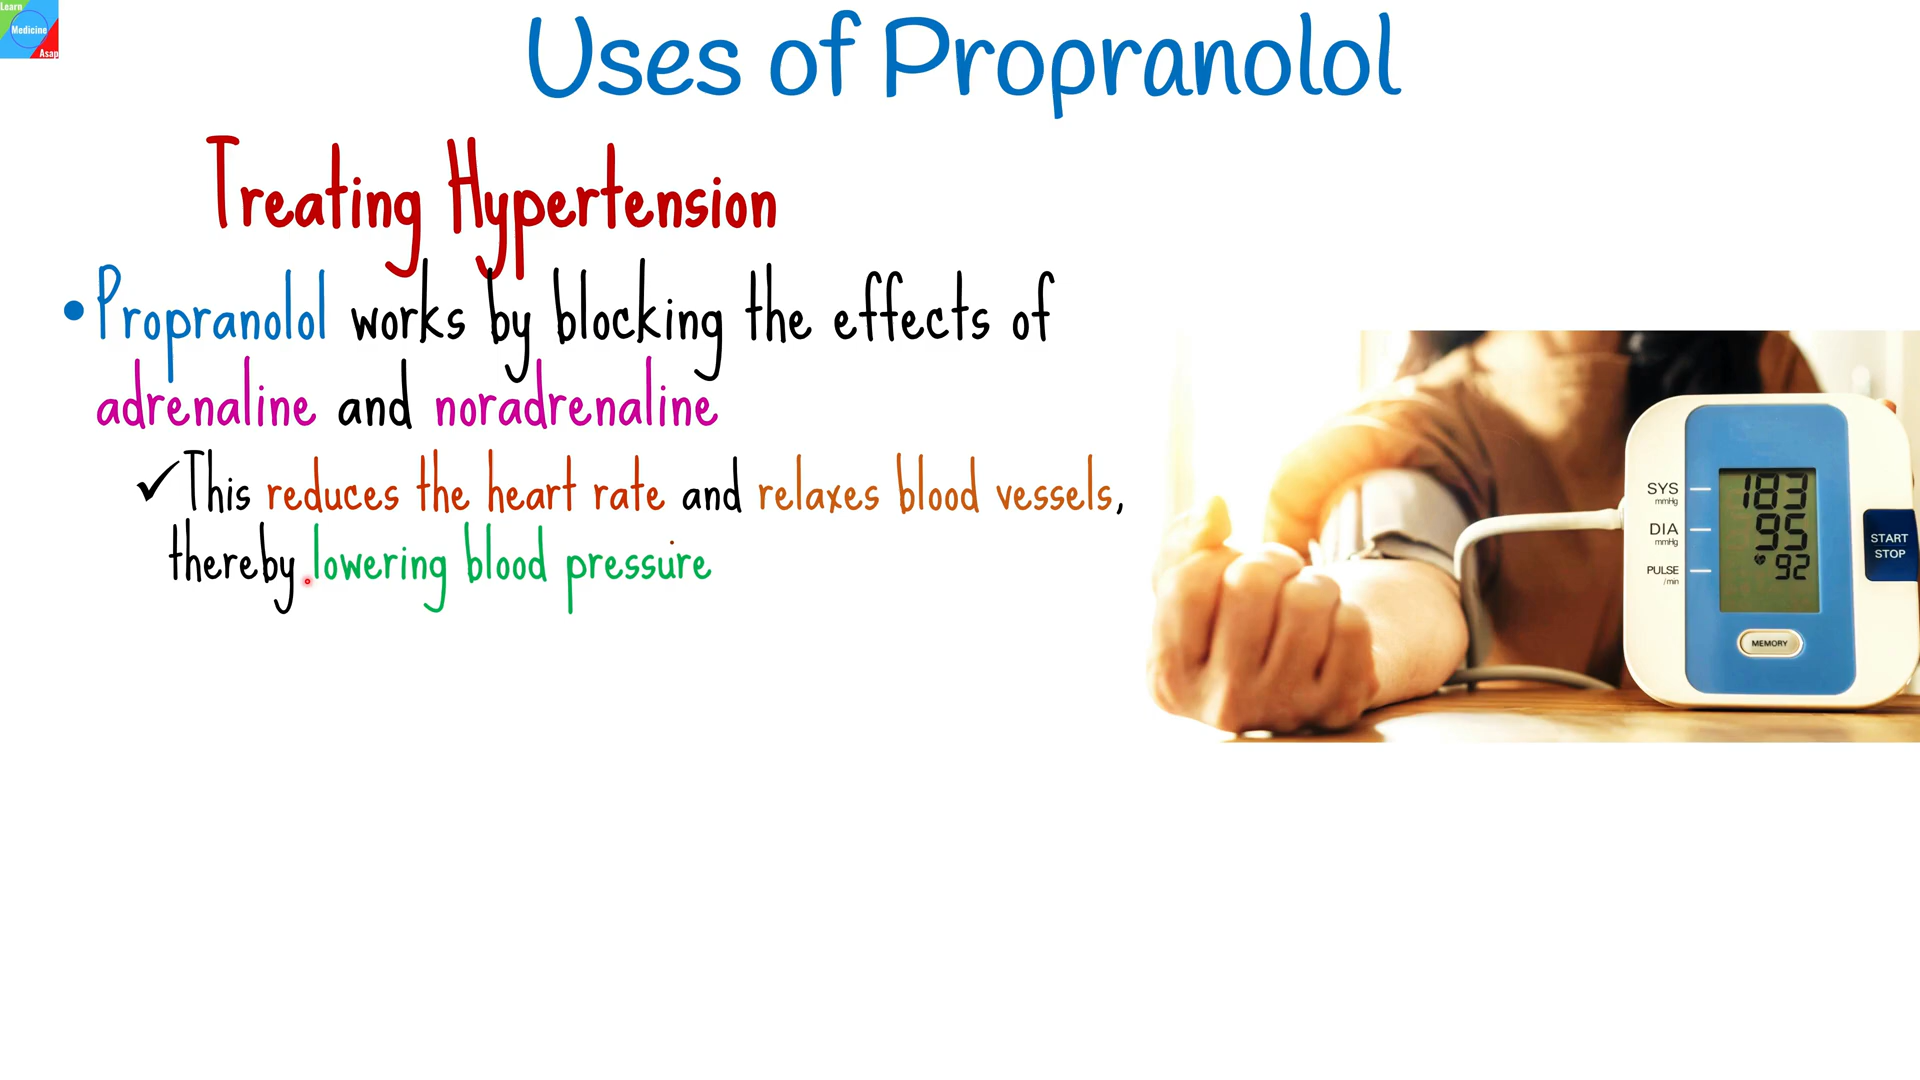 Learn
Medicine
Asap
Uses of Propranolol
Treating Hypertension
•Propranolol works by blocking the effects of
adrenaline and noradrenaline
✓This reduces the heart rate and relaxes blood vessels,
thereby lowering blood pressure
SYS
mmHg
183
DIA
mmHg
95
PULSE
/min
92
START
STOP
MEMORY